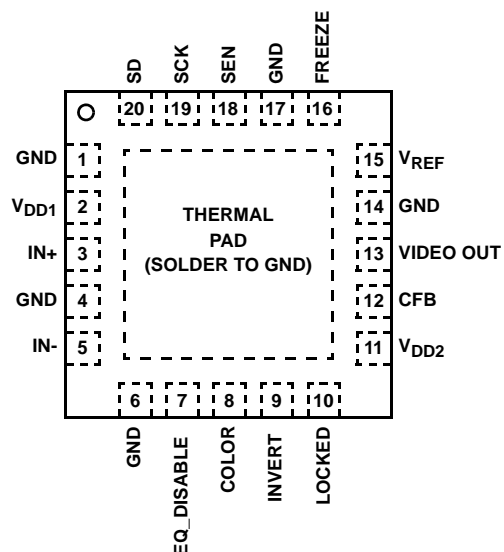 SD
SCK
SEN
GND
FREEZE
20
19
18
17
16
GND 1
15 VREF
VDD1 2
14 GND
IN+ 3
13 VIDEO OUT
GND 4
12 CFB
IN- 5
11 VDD2
THERMAL
PAD
(SOLDER TO GND)
6
7
8
9
10
GND
EQ_DISABLE
COLOR
INVERT
LOCKED